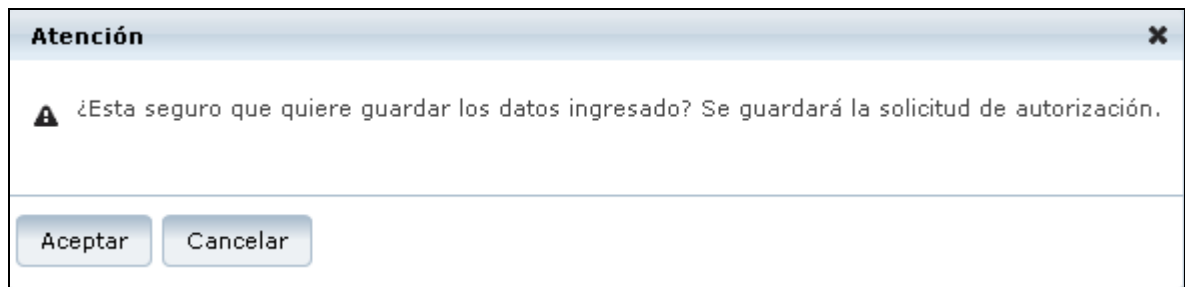 Atención
¿Esta seguro que quiere guardar los datos ingresado? Se guardará la solicitud de autorización.
Aceptar Cancelar